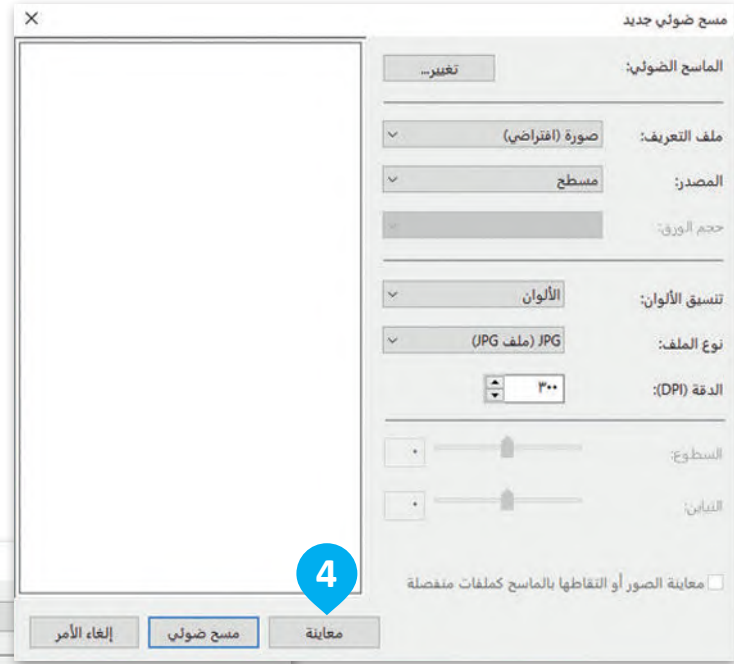 مسح ضوئي جديد
الماسح الضوئي: تغيير...
ملف التعريف: صورة (افتراضي)
المصدر: مسطح
حجم الورق:
تنسيق الألوان: الألوان
نوع الملف: JPG (ملف JPG)
الدقة (DPI): ٣٠٠
السطوع: ٠
التباين: ٠
معاينة الصور أو التقاطها بالماسح كملفات منفصلة
4
معاينة مسح ضوئي إلغاء الأمر